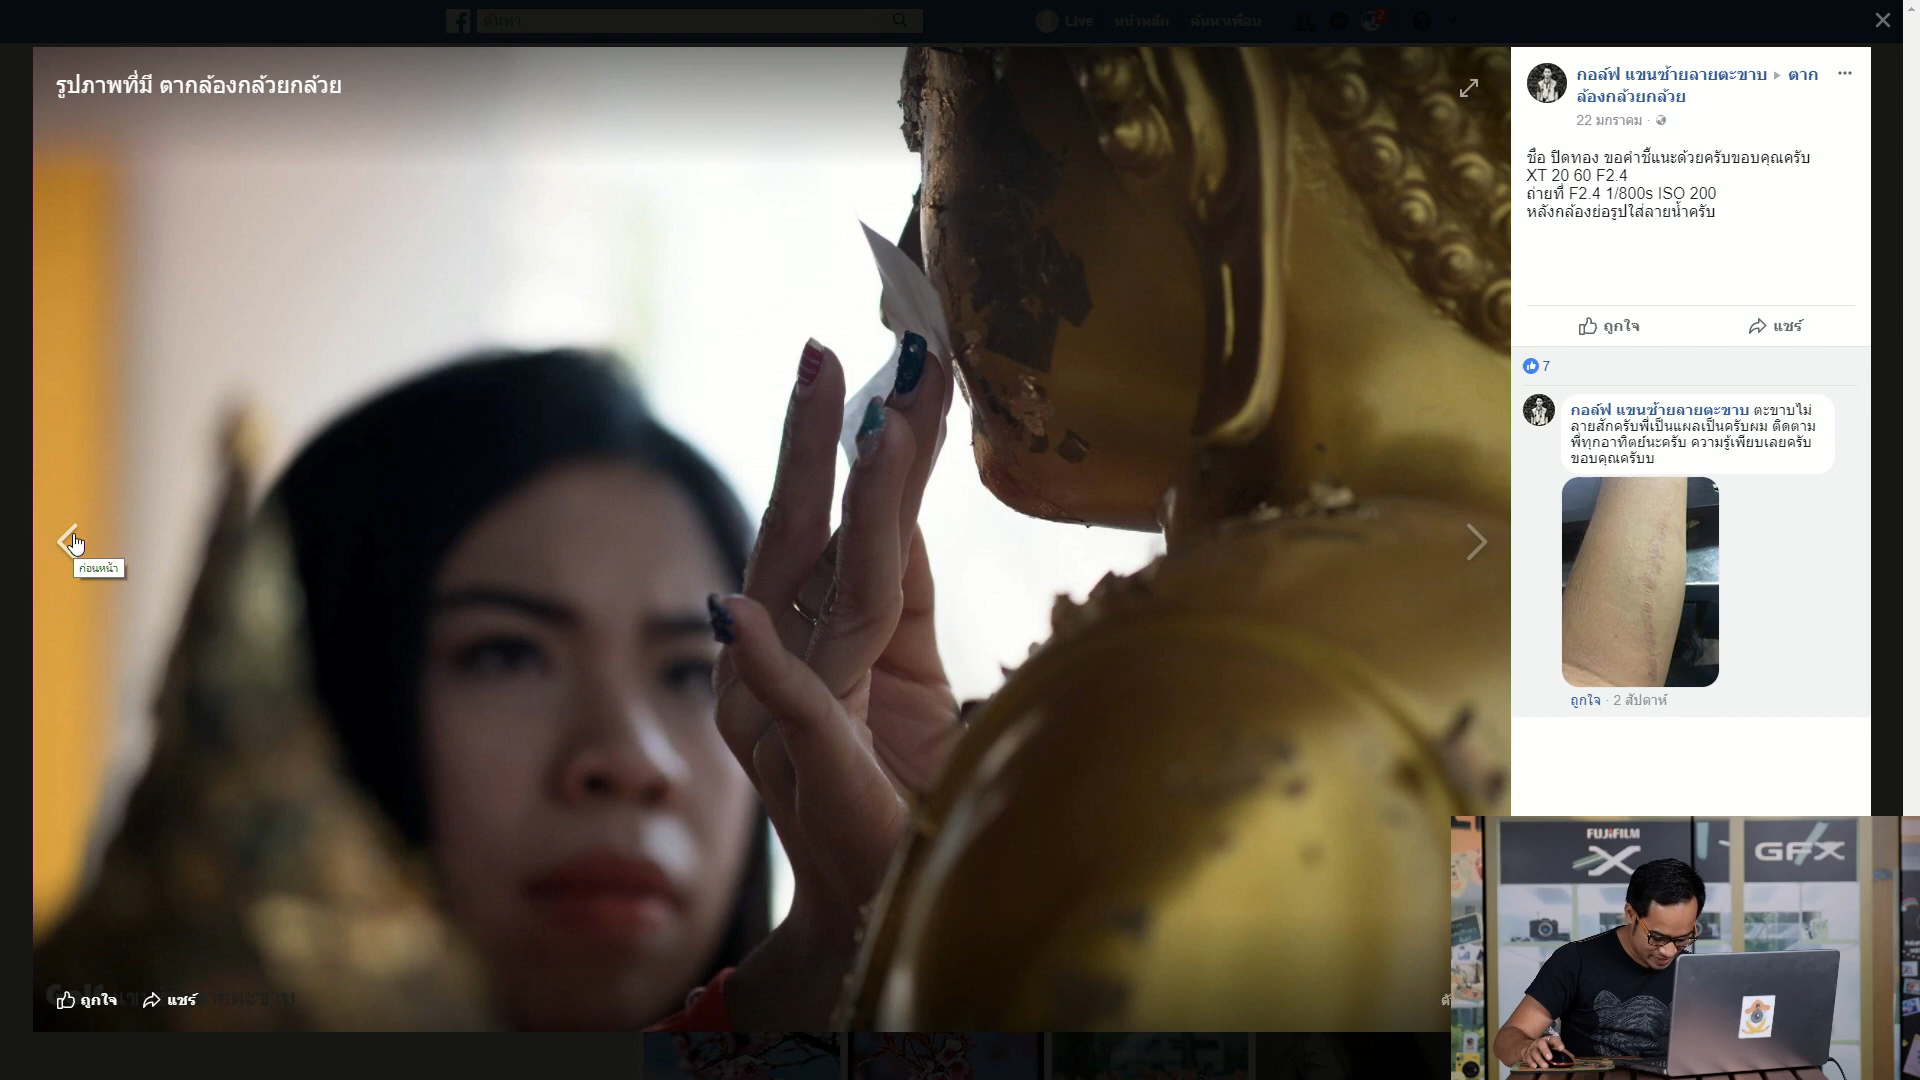 ค้นหา
Live หน้าหลัก ค้นหาเพื่อน
2
รูปภาพที่มี ตากล้องกล้วยกล้วย
กอล์ฟ แขนซ้ายลายตะขาบ ตาก
ล้องกล้วยกล้วย
22 มกราคม ·
ชื่อ ปิดทอง ขอคำชี้แนะด้วยครับขอบคุณครับ
XT 20 60 F2.4
ถ่ายที่ F2.4 1/800s ISO 200
หลังกล้องย่อรูปใส่ลายน้ำครับ
ถูกใจ แชร์
7
กอล์ฟ แขนซ้ายลายตะขาบ ตะขาบไม่
ลายสักครับพี่เป็นแผลเป็นครับผม ติดตาม
พี่ทุกอาทิตย์นะครับ ความรู้เพียบเลยครับ
ขอบคุณครับบ
ถูกใจ · 2 สัปดาห์
ก่อนหน้า
ถูกใจ แชร์
FUJIFILM
X
GFX